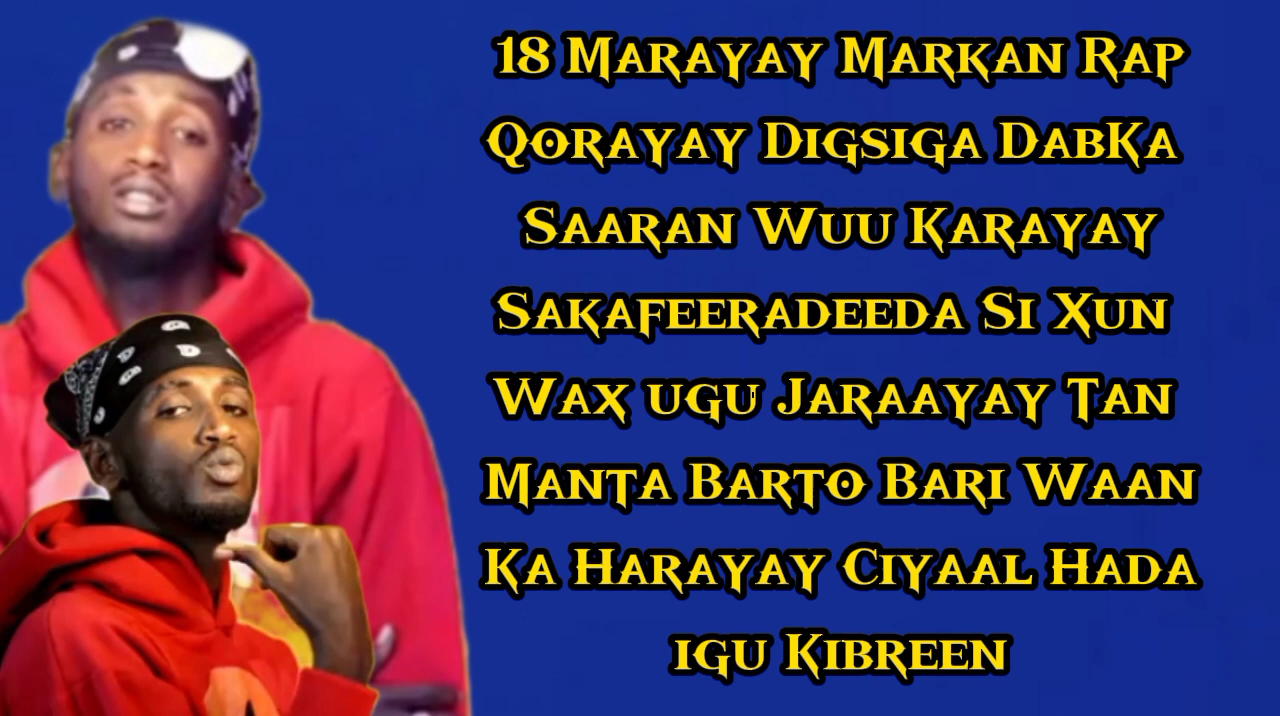 18 Marayay Markan Rap
Qorayay Digsiga DabKa
Saaran Wuu Karayay
Sakafeeradeeda Si Xun
Wax ugu Jaraayay Tan
Manta Barto Bari Waan
Ka Harayay Ciyaal Hada
igu Kibreen